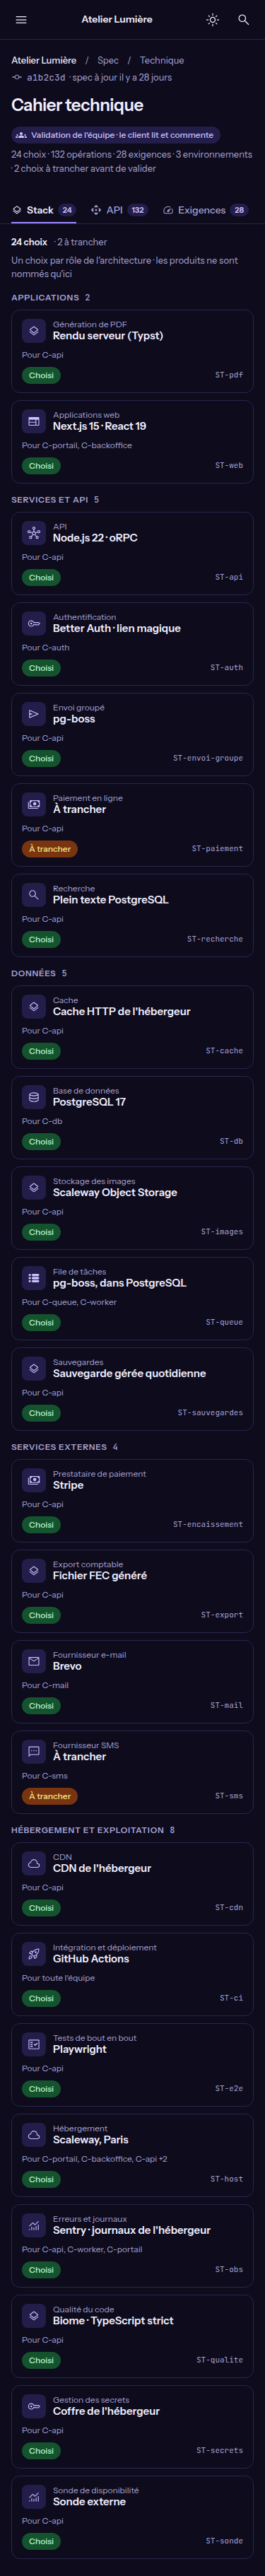 Atelier Lumière
Atelier Lumière / Spec / Technique
a1b2c3d · spec à jour il y a 28 jours
Cahier technique
Validation de l'équipe · le client lit et commente
24 choix · 132 opérations · 28 exigences · 3 environnements
· 2 choix à trancher avant de valider
Stack 24 API 132 Exigences 28
24 choix · 2 à trancher
Un choix par rôle de l'architecture · les produits ne sont
nommés qu'ici
APPLICATIONS 2
Génération de PDF
Rendu serveur (Typst)
Pour C-api
Choisi ST-pdf
Applications web
Next.js 15 · React 19
Pour C-portail, C-backoffice
Choisi ST-web
SERVICES ET API 5
API
Node.js 22 · oRPC
Pour C-api
Choisi ST-api
Authentification
Better Auth · lien magique
Pour C-auth
Choisi ST-auth
Envoi groupé
pg-boss
Pour C-api
Choisi ST-envoi-groupe
Paiement en ligne
À trancher
Pour C-api
À trancher ST-paiement
Recherche
Plein texte PostgreSQL
Pour C-api
Choisi ST-recherche
DONNÉES 5
Cache
Cache HTTP de l'hébergeur
Pour C-api
Choisi ST-cache
Base de données
PostgreSQL 17
Pour C-db
Choisi ST-db
Stockage des images
Scaleway Object Storage
Pour C-api
Choisi ST-images
File de tâches
pg-boss, dans PostgreSQL
Pour C-queue, C-worker
Choisi ST-queue
Sauvegardes
Sauvegarde gérée quotidienne
Pour C-api
Choisi ST-sauvegardes
SERVICES EXTERNES 4
Prestataire de paiement
Stripe
Pour C-api
Choisi ST-encaissement
Export comptable
Fichier FEC généré
Pour C-api
Choisi ST-export
Fournisseur e-mail
Brevo
Pour C-mail
Choisi ST-mail
Fournisseur SMS
À trancher
Pour C-sms
À trancher ST-sms
HÉBERGEMENT ET EXPLOITATION 8
CDN
CDN de l'hébergeur
Pour C-api
Choisi ST-cdn
Intégration et déploiement
GitHub Actions
Pour toute l'équipe
Choisi ST-ci
Tests de bout en bout
Playwright
Pour C-api
Choisi ST-e2e
Hébergement
Scaleway, Paris
Pour C-portail, C-backoffice, C-api +2
Choisi ST-host
Erreurs et journaux
Sentry · journaux de l'hébergeur
Pour C-api, C-worker, C-portail
Choisi ST-obs
Qualité du code
Biome · TypeScript strict
Pour C-api
Choisi ST-qualite
Gestion des secrets
Coffre de l'hébergeur
Pour C-api
Choisi ST-secrets
Sonde de disponibilité
Sonde externe
Pour C-api
Choisi ST-sonde